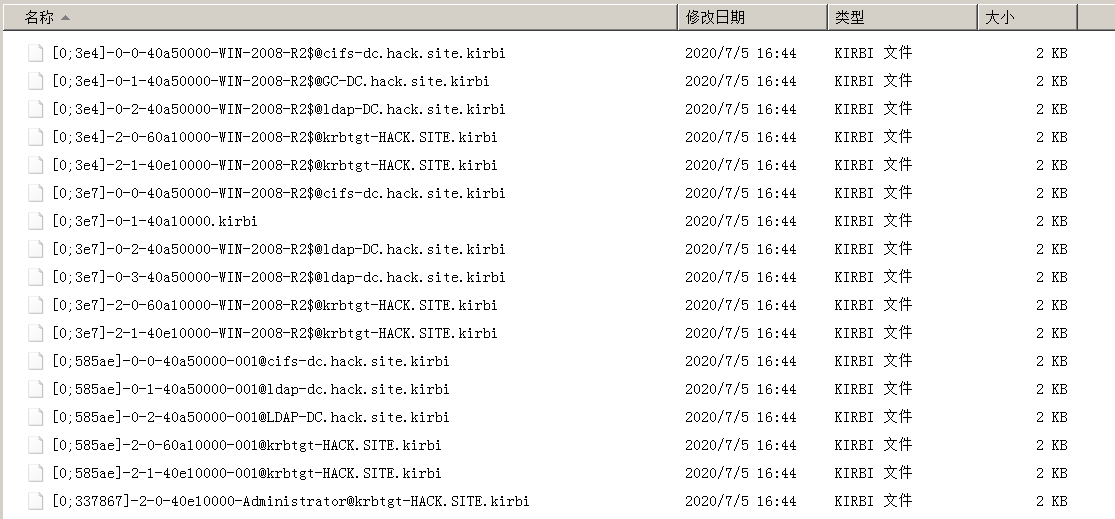 名称 修改日期 类型 大小
[0;3e4]-0-0-40a50000-WIN-2008-R2$@cifs-dc.hack.site.kirbi 2020/7/5 16:44 KIRBI 文件 2 KB
[0;3e4]-0-1-40a50000-WIN-2008-R2$@GC-DC.hack.site.kirbi 2020/7/5 16:44 KIRBI 文件 2 KB
[0;3e4]-0-2-40a50000-WIN-2008-R2$@ldap-DC.hack.site.kirbi 2020/7/5 16:44 KIRBI 文件 2 KB
[0;3e4]-2-0-60a10000-WIN-2008-R2$@krbtgt-HACK.SITE.kirbi 2020/7/5 16:44 KIRBI 文件 2 KB
[0;3e4]-2-1-40e10000-WIN-2008-R2$@krbtgt-HACK.SITE.kirbi 2020/7/5 16:44 KIRBI 文件 2 KB
[0;3e7]-0-0-40a50000-WIN-2008-R2$@cifs-dc.hack.site.kirbi 2020/7/5 16:44 KIRBI 文件 2 KB
[0;3e7]-0-1-40a10000.kirbi 2020/7/5 16:44 KIRBI 文件 2 KB
[0;3e7]-0-2-40a50000-WIN-2008-R2$@ldap-DC.hack.site.kirbi 2020/7/5 16:44 KIRBI 文件 2 KB
[0;3e7]-0-3-40a50000-WIN-2008-R2$@ldap-dc.hack.site.kirbi 2020/7/5 16:44 KIRBI 文件 2 KB
[0;3e7]-2-0-60a10000-WIN-2008-R2$@krbtgt-HACK.SITE.kirbi 2020/7/5 16:44 KIRBI 文件 2 KB
[0;3e7]-2-1-40e10000-WIN-2008-R2$@krbtgt-HACK.SITE.kirbi 2020/7/5 16:44 KIRBI 文件 2 KB
[0;585ae]-0-0-40a50000-001@cifs-dc.hack.site.kirbi 2020/7/5 16:44 KIRBI 文件 2 KB
[0;585ae]-0-1-40a50000-001@ldap-dc.hack.site.kirbi 2020/7/5 16:44 KIRBI 文件 2 KB
[0;585ae]-0-2-40a50000-001@LDAP-DC.hack.site.kirbi 2020/7/5 16:44 KIRBI 文件 2 KB
[0;585ae]-2-0-60a10000-001@krbtgt-HACK.SITE.kirbi 2020/7/5 16:44 KIRBI 文件 2 KB
[0;585ae]-2-1-40e10000-001@krbtgt-HACK.SITE.kirbi 2020/7/5 16:44 KIRBI 文件 2 KB
[0;337867]-2-0-40e10000-Administrator@krbtgt-HACK.SITE.kirbi 2020/7/5 16:44 KIRBI 文件 2 KB